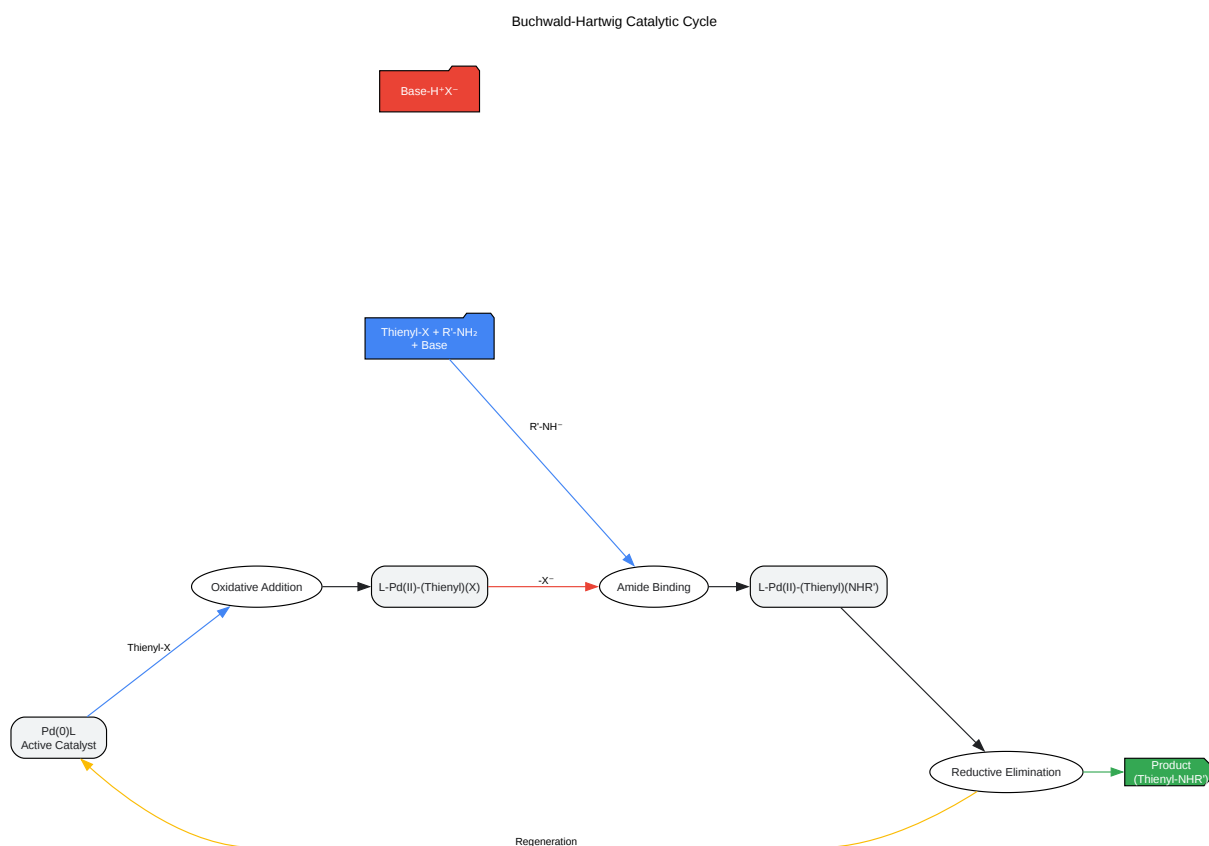 Buchwald-Hartwig Catalytic Cycle
Base-H⁺X⁻
Thienyl-X + R'-NH₂
+ Base
R'-NH⁻
Oxidative Addition
L-Pd(II)-(Thienyl)(X)
-X⁻
Amide Binding
L-Pd(II)-(Thienyl)(NHR')
Thienyl-X
Pd(0)L
Active Catalyst
Reductive Elimination
Product
(Thienyl-NHR')
Regeneration